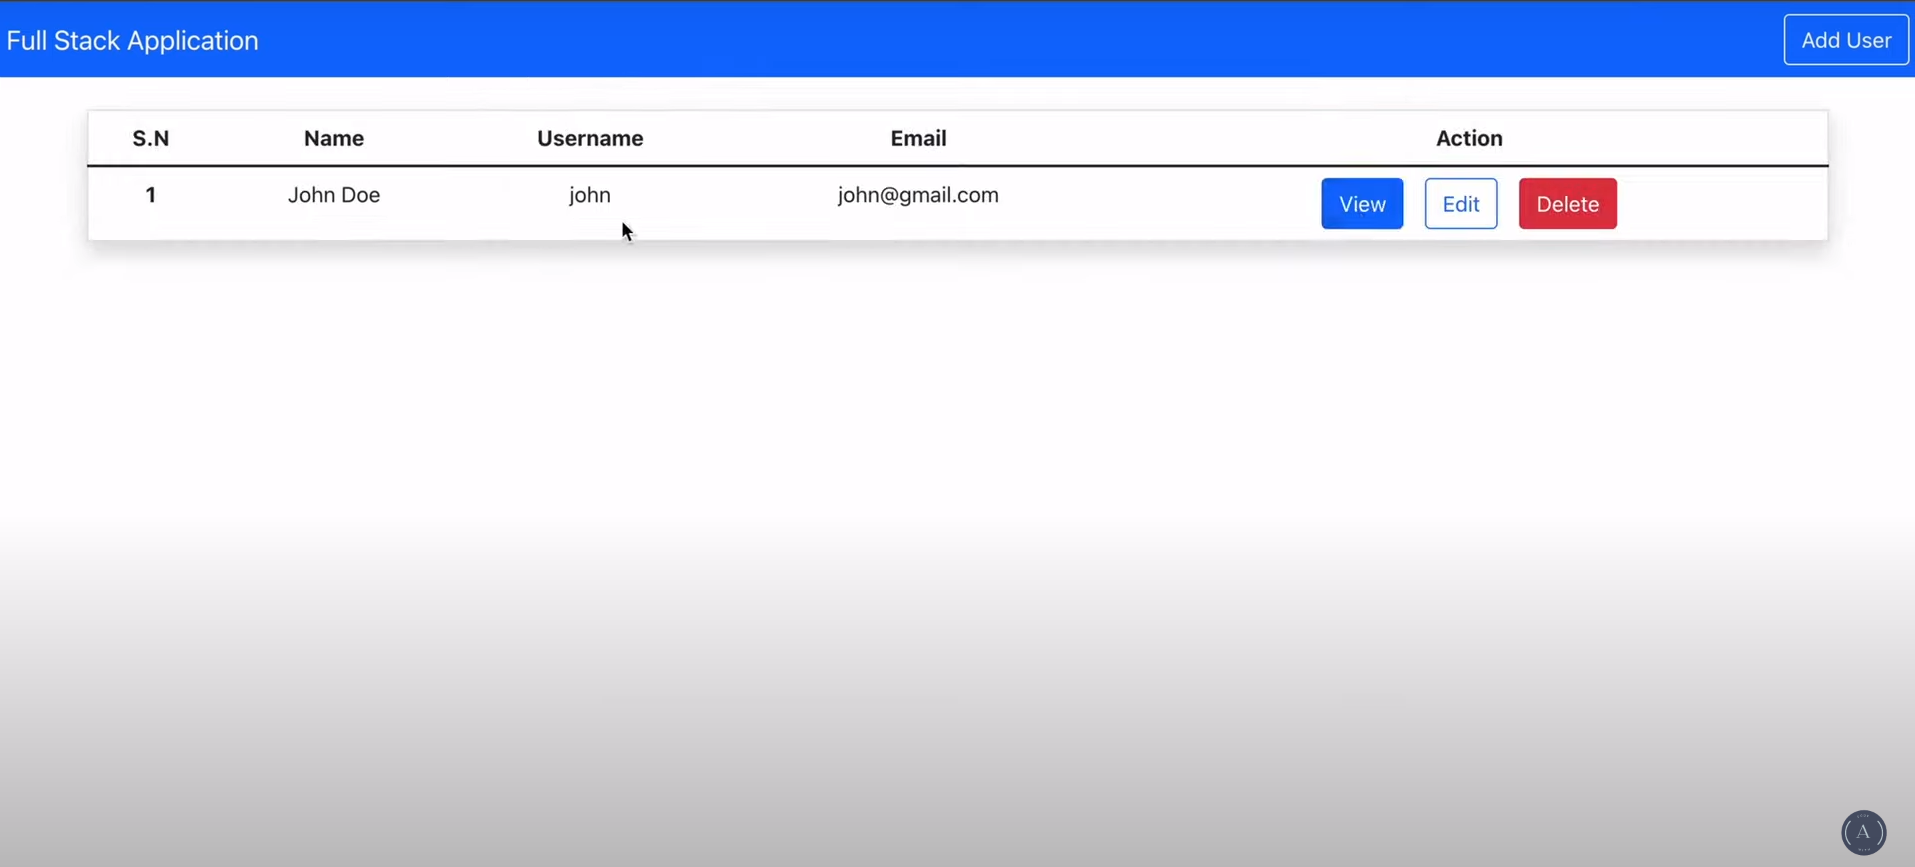 Full Stack Application Add User
S.N Name Username Email Action
1 John Doe john john@gmail.com View Edit Delete
A